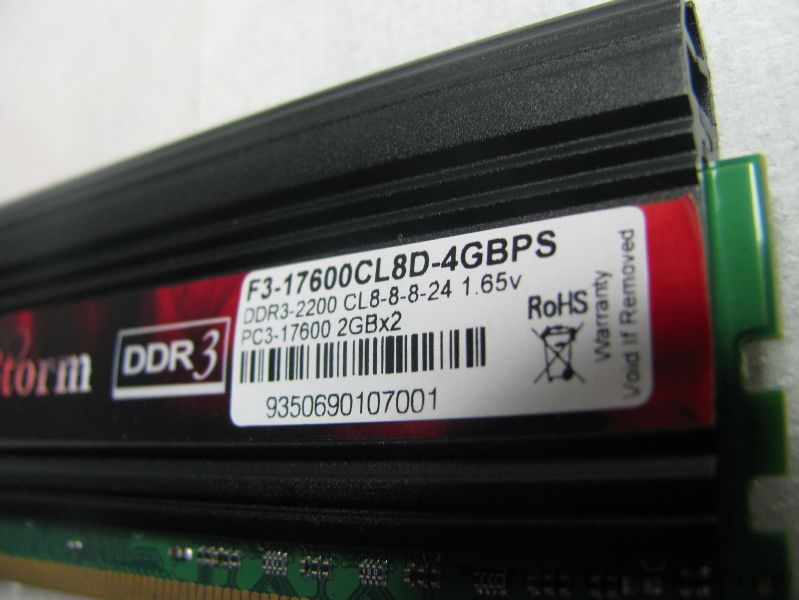 F3-17600CL8D-4GBPS
DDR3-2200 CL8-8-8-24 1.65v
PC3-17600 2GBx2
9350690107001
RoHS
Warranty
Void If Removed
torm
DDR3